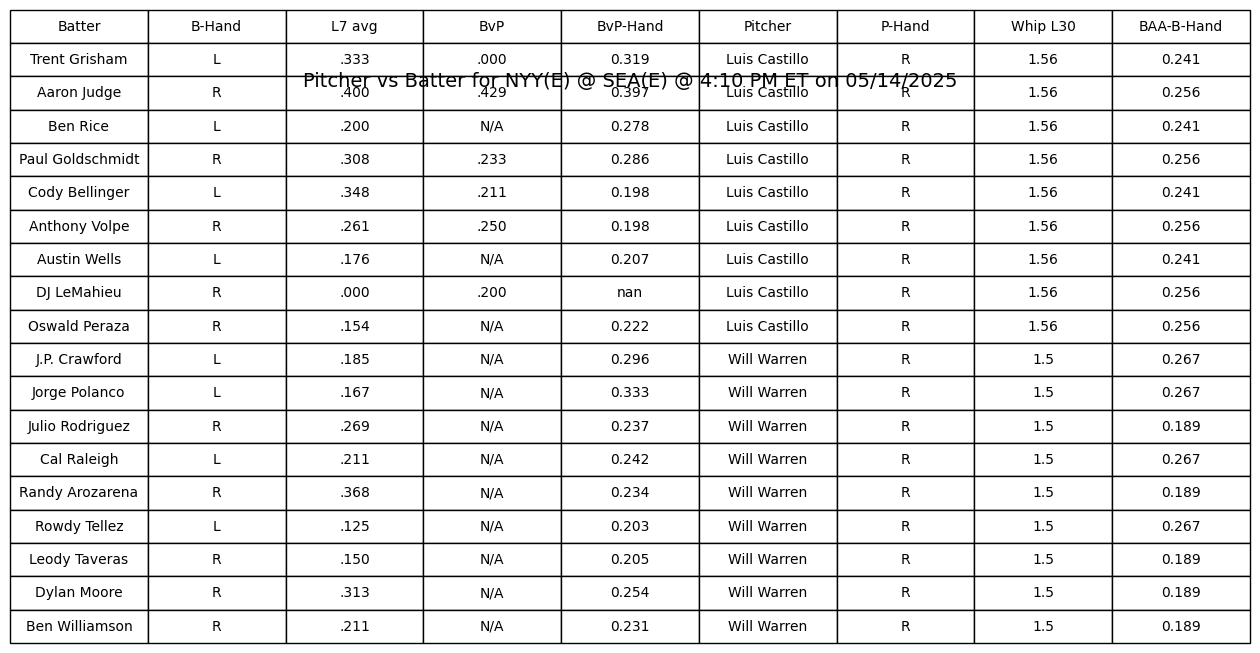 Batter B-Hand L7 avg BvP BvP-Hand Pitcher P-Hand Whip L30 BAA-B-Hand
Trent Grisham L .333 .000 0.319 Luis Castillo R 1.56 0.241
Pitcher vs Batter for NYY(E) @ SEA(E) @ 4:10 PM ET on 05/14/2025
Aaron Judge R .400 .429 0.397 Luis Castillo R 1.56 0.256
Ben Rice L .200 N/A 0.278 Luis Castillo R 1.56 0.241
Paul Goldschmidt R .308 .233 0.286 Luis Castillo R 1.56 0.256
Cody Bellinger L .348 .211 0.198 Luis Castillo R 1.56 0.241
Anthony Volpe R .261 .250 0.198 Luis Castillo R 1.56 0.256
Austin Wells L .176 N/A 0.207 Luis Castillo R 1.56 0.241
DJ LeMahieu R .000 .200 nan Luis Castillo R 1.56 0.256
Oswald Peraza R .154 N/A 0.222 Luis Castillo R 1.56 0.256
J.P. Crawford L .185 N/A 0.296 Will Warren R 1.5 0.267
Jorge Polanco L .167 N/A 0.333 Will Warren R 1.5 0.267
Julio Rodriguez R .269 N/A 0.237 Will Warren R 1.5 0.189
Cal Raleigh L .211 N/A 0.242 Will Warren R 1.5 0.267
Randy Arozarena R .368 N/A 0.234 Will Warren R 1.5 0.189
Rowdy Tellez L .125 N/A 0.203 Will Warren R 1.5 0.267
Leody Taveras R .150 N/A 0.205 Will Warren R 1.5 0.189
Dylan Moore R .313 N/A 0.254 Will Warren R 1.5 0.189
Ben Williamson R .211 N/A 0.231 Will Warren R 1.5 0.189